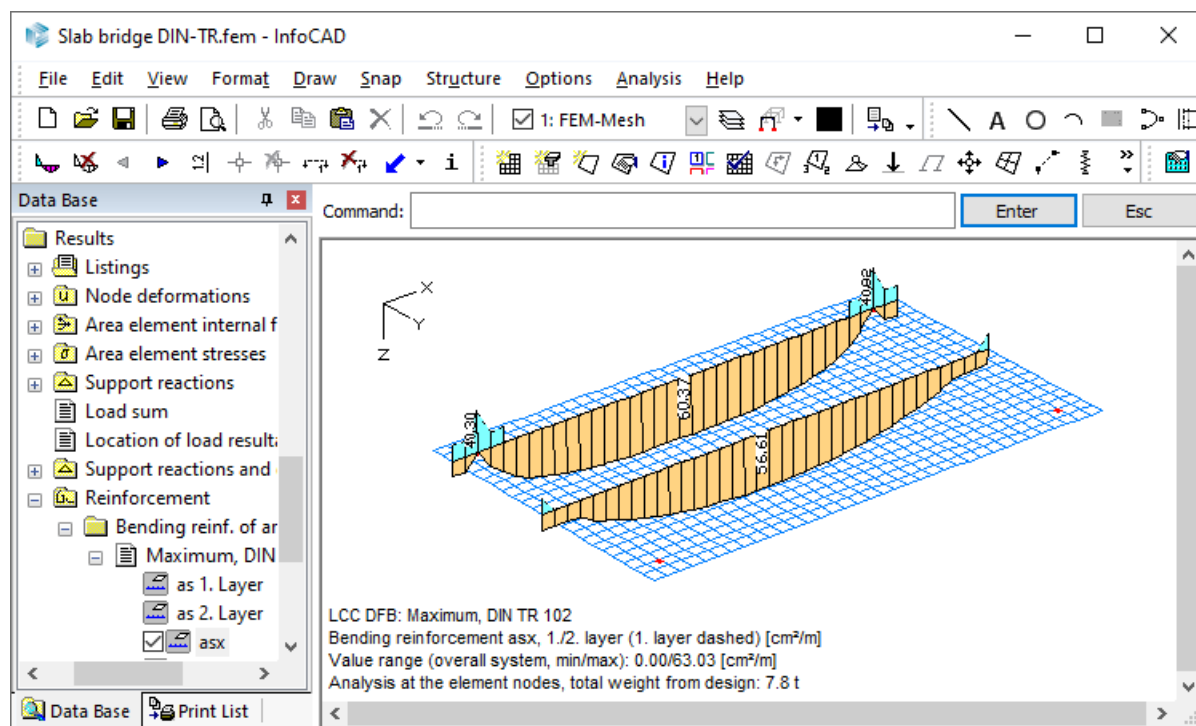 Slab bridge DIN-TR.fem - InfoCAD
File Edit View Format Draw Snap Structure Options Analysis Help
1: FEM-Mesh
Data Base
Command:
Enter
Esc
Results
Listings
Node deformations
Area element internal f
Area element stresses
Support reactions
Load sum
Location of load result
Support reactions and
Reinforcement
Bending reinf. of ar
Maximum, DIN
as 1. Layer
as 2. Layer
asx
Data Base
Print List
X
Y
Z
40.30
60.37
40.82
56.61
LCC DFB: Maximum, DIN TR 102
Bending reinforcement asx, 1./2. layer (1. layer dashed) [cm²/m]
Value range (overall system, min/max): 0.00/63.03 [cm²/m]
Analysis at the element nodes, total weight from design: 7.8 t